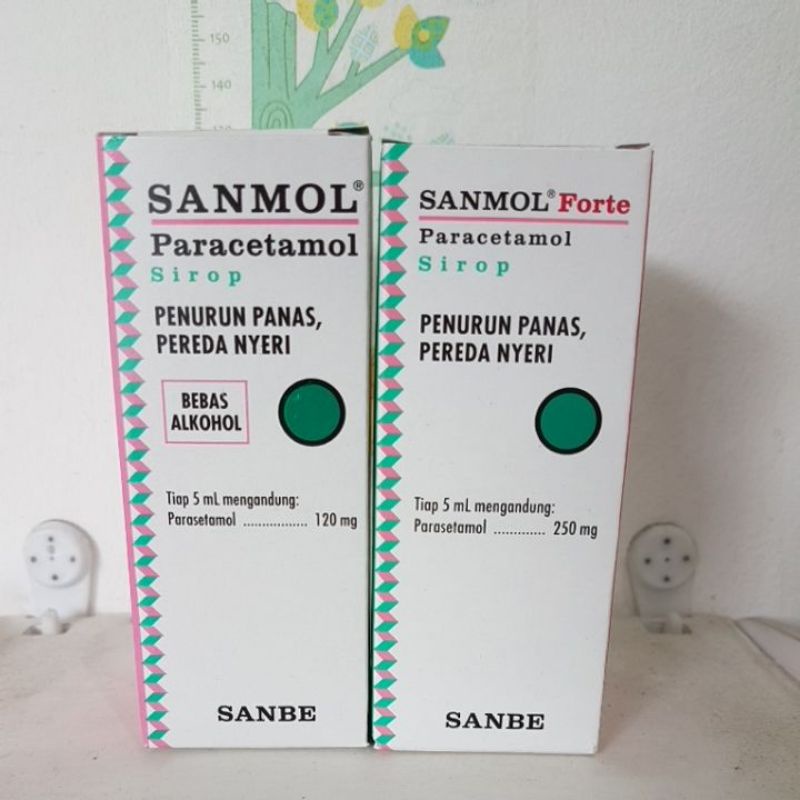 150
140
SANMOL®
Paracetamol
Sirop
PENURUN PANAS,
PEREDA NYERI
BEBAS
ALKOHOL
Tiap 5 mL mengandung:
Parasetamol ................. 120 mg
SANBE
SANMOL® Forte
Paracetamol
Sirop
PENURUN PANAS,
PEREDA NYERI
Tiap 5 mL mengandung:
Parasetamol ............. 250 mg
SANBE